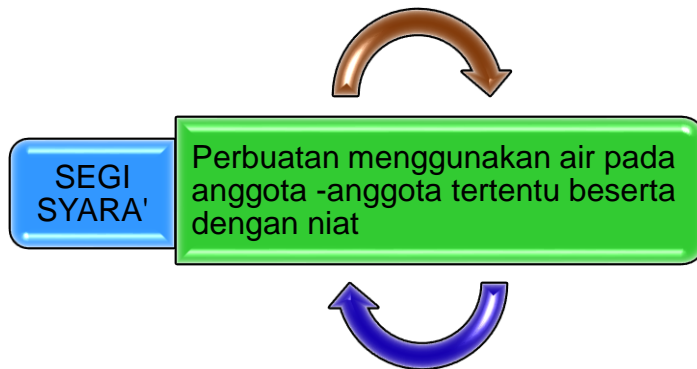 SEGI
SYARA'
Perbuatan menggunakan air pada
anggota -anggota tertentu beserta
dengan niat